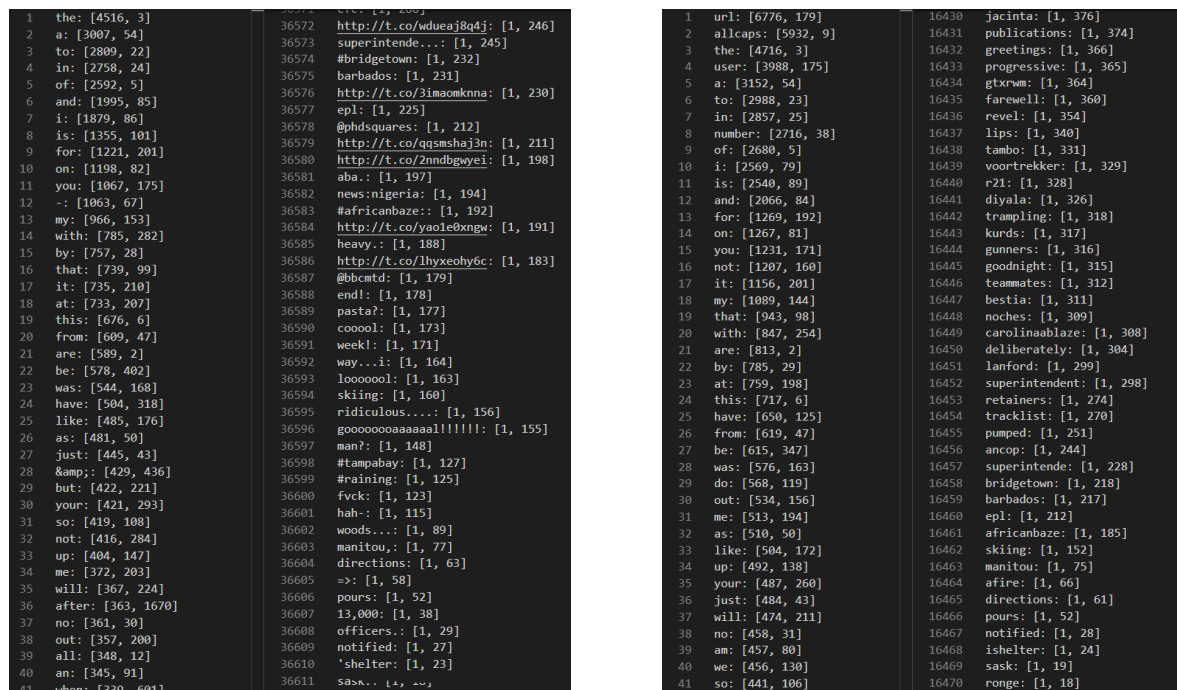 1 the: [4516, 3]
2 a: [3007, 54]
3 to: [2809, 22]
4 in: [2758, 24]
5 of: [2592, 5]
6 and: [1995, 85]
7 i: [1879, 86]
8 is: [1355, 101]
9 for: [1221, 201]
10 on: [1198, 82]
11 you: [1067, 175]
12 -: [1063, 67]
13 my: [966, 153]
14 with: [785, 282]
15 by: [757, 28]
16 that: [739, 99]
17 it: [735, 210]
18 at: [733, 207]
19 this: [676, 6]
20 from: [609, 47]
21 are: [589, 2]
22 be: [578, 402]
23 was: [544, 168]
24 have: [504, 318]
25 like: [485, 176]
26 as: [481, 50]
27 just: [445, 43]
28 &amp;: [429, 436]
29 but: [422, 221]
30 your: [421, 293]
31 so: [419, 108]
32 not: [416, 284]
33 up: [404, 147]
34 me: [372, 203]
35 will: [367, 224]
36 after: [363, 1670]
37 no: [361, 30]
38 out: [357, 200]
39 all: [348, 12]
40 an: [345, 91]
36572 http://t.co/wdueaj8q4j: [1, 246]
36573 superintende...: [1, 245]
36574 #bridgetown: [1, 232]
36575 barbados: [1, 231]
36576 http://t.co/3imaomknna: [1, 230]
36577 epl: [1, 225]
36578 @phdsquares: [1, 212]
36579 http://t.co/qqsmshaj3n: [1, 211]
36580 http://t.co/2nndbgwyei: [1, 198]
36581 aba.: [1, 197]
36582 news:nigeria: [1, 194]
36583 #africanbaze:: [1, 192]
36584 http://t.co/yao1e0xngw: [1, 191]
36585 heavy.: [1, 188]
36586 http://t.co/lhyxeohy6c: [1, 183]
36587 @bbcmtd: [1, 179]
36588 end!: [1, 178]
36589 pasta?: [1, 177]
36590 cooool: [1, 173]
36591 week!: [1, 171]
36592 way...i: [1, 164]
36593 looooool: [1, 163]
36594 skiing: [1, 160]
36595 ridiculous....: [1, 156]
36596 goooooooaaaaaal!!!!!!: [1, 155]
36597 man?: [1, 148]
36598 #tampabay: [1, 127]
36599 #raining: [1, 125]
36600 fvck: [1, 123]
36601 hah-: [1, 115]
36602 woods...: [1, 89]
36603 manitou,: [1, 77]
36604 directions: [1, 63]
36605 =>: [1, 58]
36606 pours: [1, 52]
36607 13,000: [1, 38]
36608 officers.: [1, 29]
36609 notified: [1, 27]
36610 'shelter: [1, 23]
36611
1 url: [6776, 179]
2 allcaps: [5932, 9]
3 the: [4716, 3]
4 user: [3988, 175]
5 a: [3152, 54]
6 to: [2988, 23]
7 in: [2857, 25]
8 number: [2716, 38]
9 of: [2680, 5]
10 i: [2569, 79]
11 is: [2540, 89]
12 and: [2066, 84]
13 for: [1269, 192]
14 on: [1267, 81]
15 you: [1231, 171]
16 not: [1207, 160]
17 it: [1156, 201]
18 my: [1089, 144]
19 that: [943, 98]
20 with: [847, 254]
21 are: [813, 2]
22 by: [785, 29]
23 at: [759, 198]
24 this: [717, 6]
25 have: [650, 125]
26 from: [619, 47]
27 be: [615, 347]
28 was: [576, 163]
29 do: [568, 119]
30 out: [534, 156]
31 me: [513, 194]
32 as: [510, 50]
33 like: [504, 172]
34 up: [492, 138]
35 your: [487, 260]
36 just: [484, 43]
37 will: [474, 211]
38 no: [458, 31]
39 am: [457, 80]
40 we: [456, 130]
41 so: [441, 106]
16430 jacinta: [1, 376]
16431 publications: [1, 374]
16432 greetings: [1, 366]
16433 progressive: [1, 365]
16434 gtxrwm: [1, 364]
16435 farewell: [1, 360]
16436 revel: [1, 354]
16437 lips: [1, 340]
16438 tambo: [1, 331]
16439 voortrekker: [1, 329]
16440 r21: [1, 328]
16441 diyala: [1, 326]
16442 trampling: [1, 318]
16443 kurds: [1, 317]
16444 gunners: [1, 316]
16445 goodnight: [1, 315]
16446 teammates: [1, 312]
16447 bestia: [1, 311]
16448 noches: [1, 309]
16449 carolinaablaze: [1, 308]
16450 deliberately: [1, 304]
16451 lanford: [1, 299]
16452 superintendent: [1, 298]
16453 retainers: [1, 274]
16454 tracklist: [1, 270]
16455 pumped: [1, 251]
16456 ancop: [1, 244]
16457 superintende: [1, 228]
16458 bridgetown: [1, 218]
16459 barbados: [1, 217]
16460 epl: [1, 212]
16461 africanbaze: [1, 185]
16462 skiing: [1, 152]
16463 manitou: [1, 75]
16464 afire: [1, 66]
16465 directions: [1, 61]
16466 pours: [1, 52]
16467 notified: [1, 28]
16468 ishelter: [1, 24]
16469 sask: [1, 19]
16470 ronge: [1, 18]